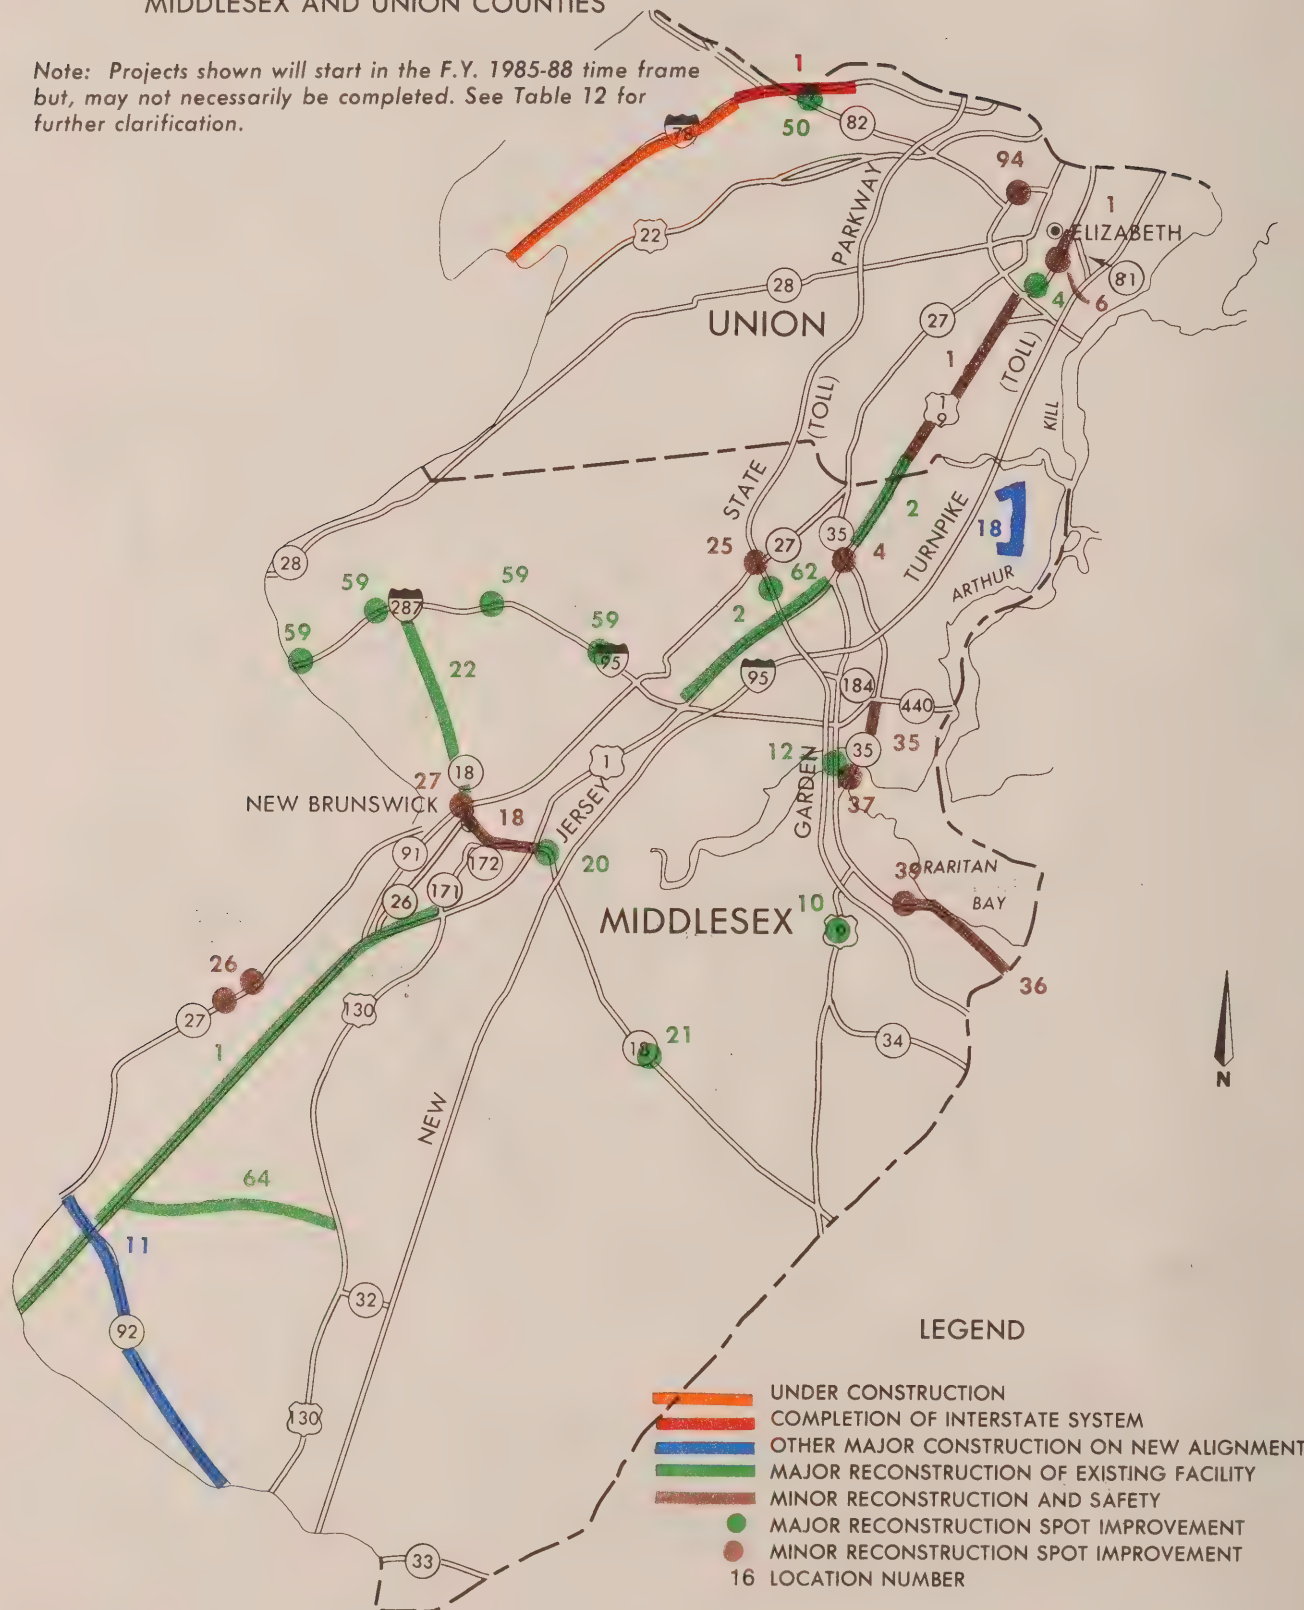 MIDDLESEX AND UNION COUNTIES
Note: Projects shown will start in the F.Y. 1985-88 time frame
but, may not necessarily be completed. See Table 12 for
further clarification.
1
50
82
78
94
1
ELIZABETH
22
PARKWAY
81
28
4
6
UNION
27
1
(TOLL)
1
9
KILL
(TOLL)
STATE
2
18
TURNPIKE
35
25
27
4
28
62
ARTHUR
59
59
287
2
59
59
95
22
95
184
440
35
35
12
1
18
27
GARDEN
37
NEW BRUNSWICK
18
JERSEY
91
172
20
39
RARITAN
BAY
171
26
MIDDLESEX
10
9
26
36
27
130
1
21
18
34
N
NEW
64
11
32
92
130
33
LEGEND
UNDER CONSTRUCTION
COMPLETION OF INTERSTATE SYSTEM
OTHER MAJOR CONSTRUCTION ON NEW ALIGNMENT
MAJOR RECONSTRUCTION OF EXISTING FACILITY
MINOR RECONSTRUCTION AND SAFETY
MAJOR RECONSTRUCTION SPOT IMPROVEMENT
MINOR RECONSTRUCTION SPOT IMPROVEMENT
16 LOCATION NUMBER